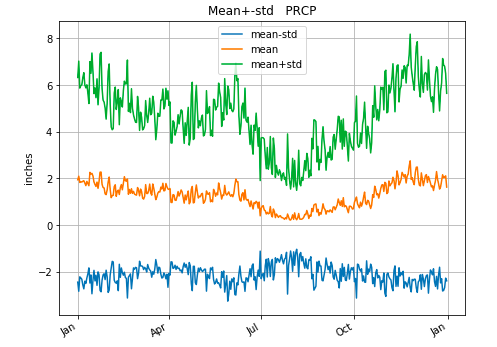 Mean+-std PRCP
mean-std
mean
mean+std
inches
8
6
4
2
0
−2
Jan
Apr
Jul
Oct
Jan